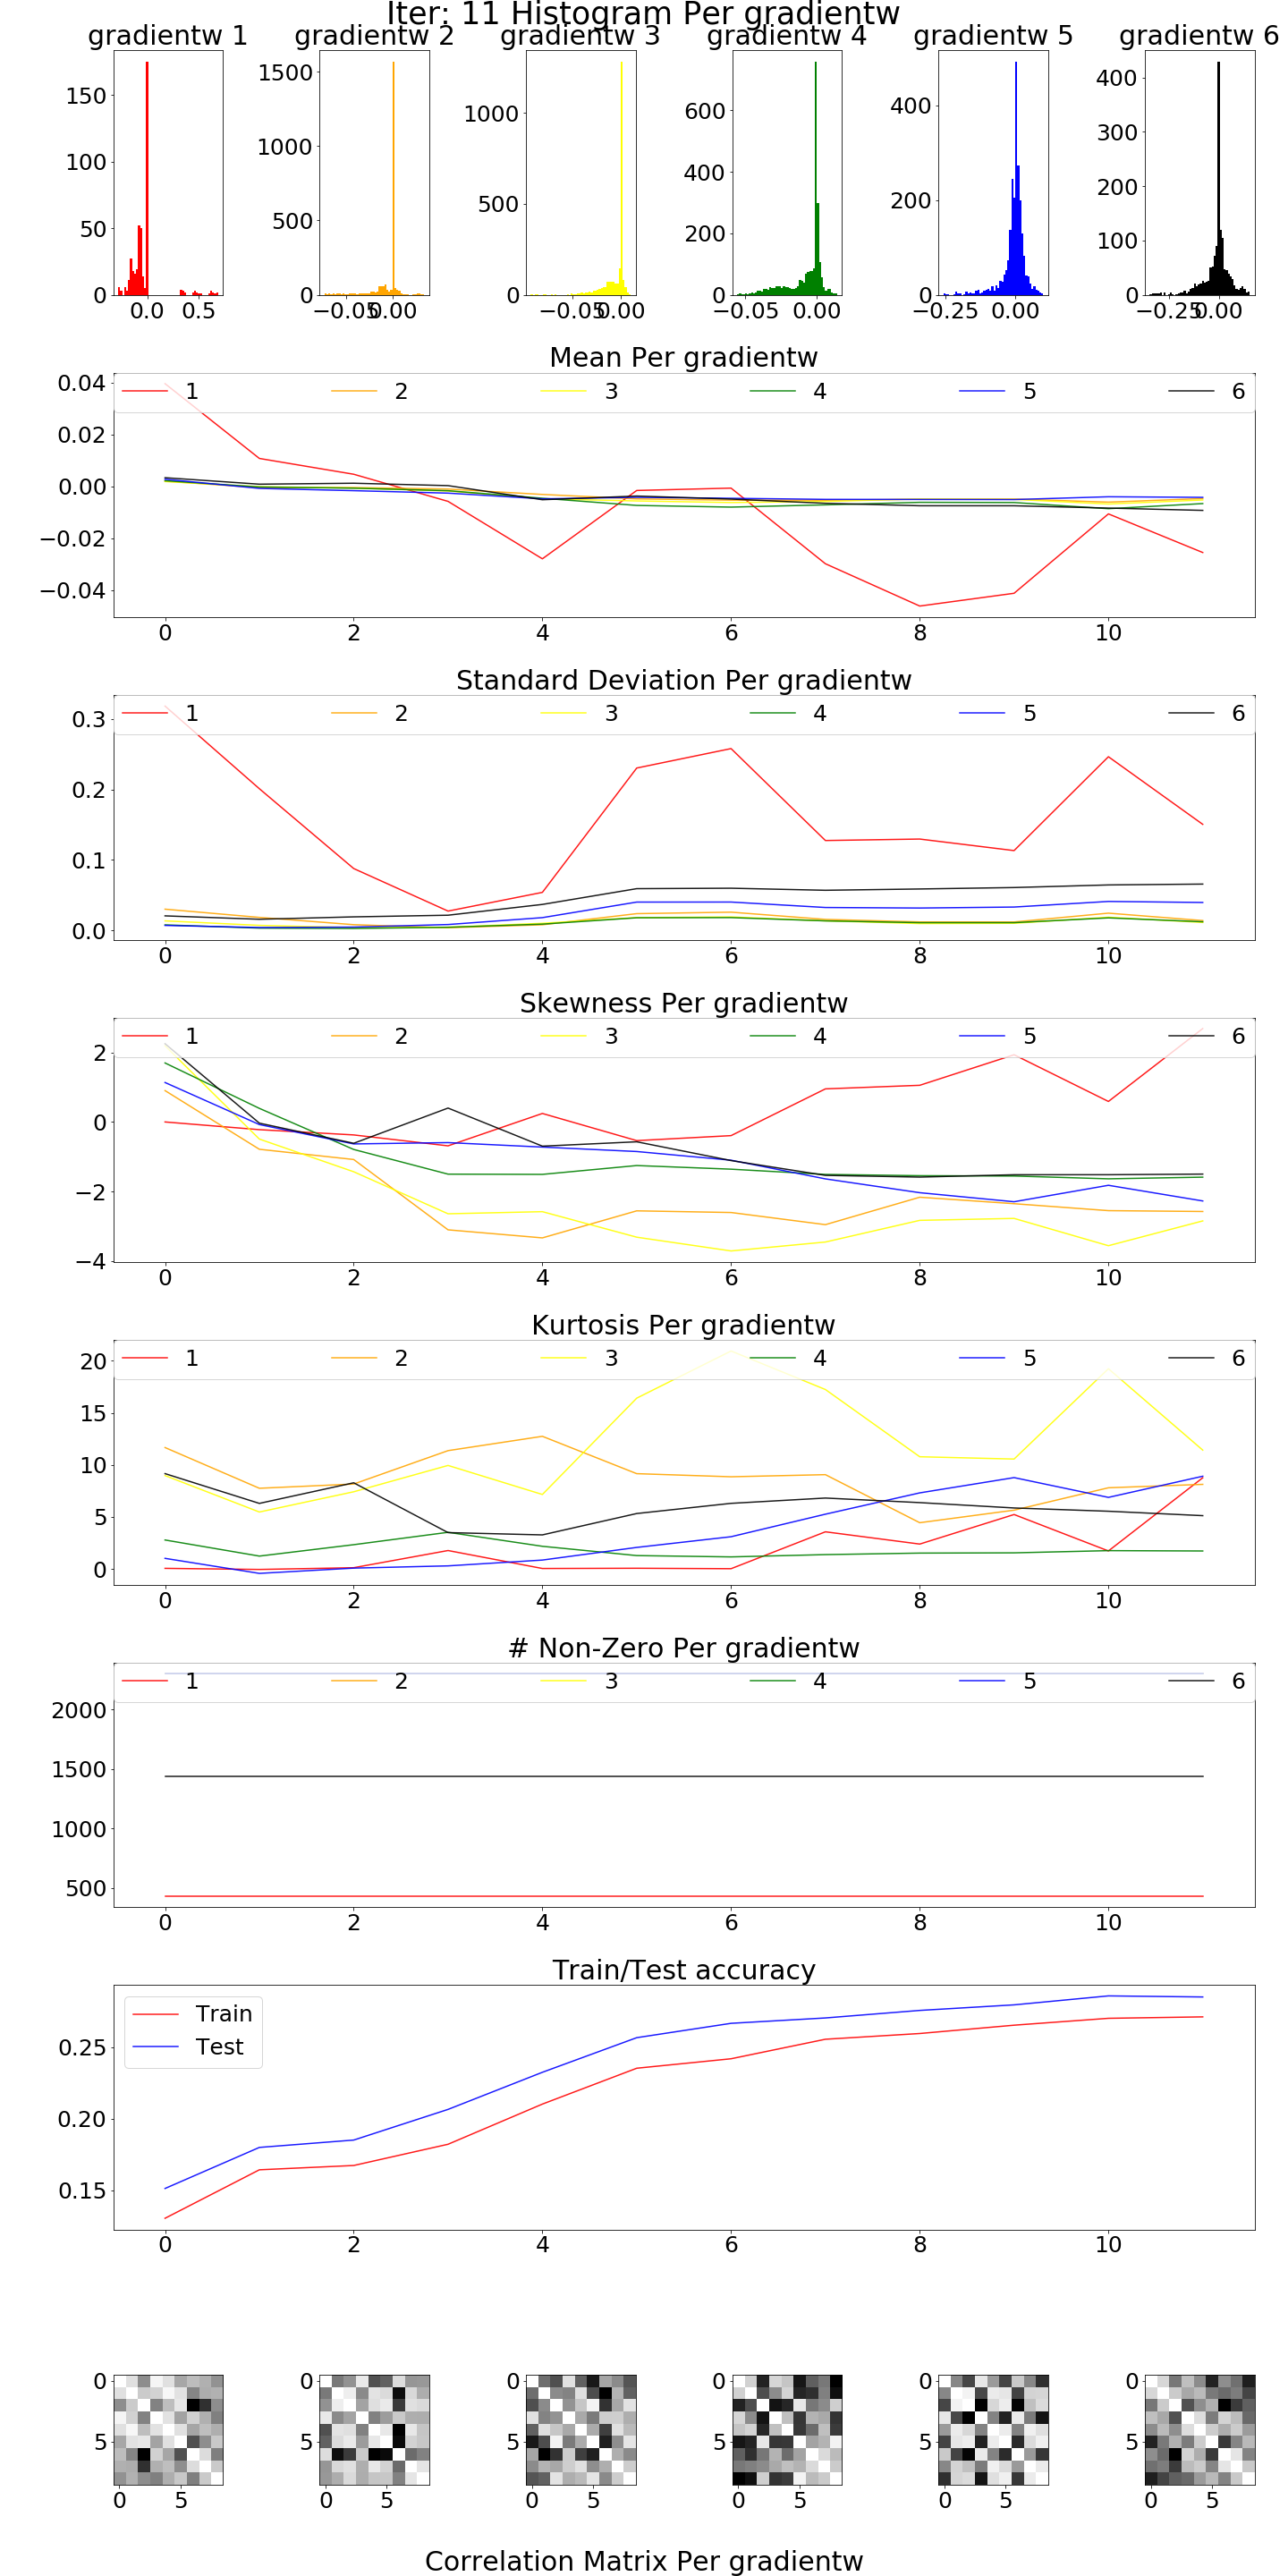 Iter: 11 Histogram Per gradientw
gradientw 1 gradientw 2 gradientw 3 gradientw 4 gradientw 5 gradientw 6
150
100
50
0
0.0 0.5
1500
1000
500
0
−0.05 0.00
1000
500
0
−0.05 0.00
600
400
200
0
−0.05 0.00
400
200
0
−0.25 0.00
400
300
200
100
0
−0.25 0.00
Mean Per gradientw
1 2 3 4 5 6
0.04
0.02
0.00
−0.02
−0.04
0 2 4 6 8 10
Standard Deviation Per gradientw
1 2 3 4 5 6
0.3
0.2
0.1
0.0
0 2 4 6 8 10
Skewness Per gradientw
1 2 3 4 5 6
2
0
−2
−4
0 2 4 6 8 10
Kurtosis Per gradientw
1 2 3 4 5 6
20
15
10
5
0
0 2 4 6 8 10
# Non-Zero Per gradientw
1 2 3 4 5 6
2000
1500
1000
500
0 2 4 6 8 10
Train/Test accuracy
Train
Test
0.25
0.20
0.15
0 2 4 6 8 10
0 0 0 0 0 0
5 5 5 5 5 5
0 5 0 5 0 5 0 5 0 5 0 5
Correlation Matrix Per gradientw